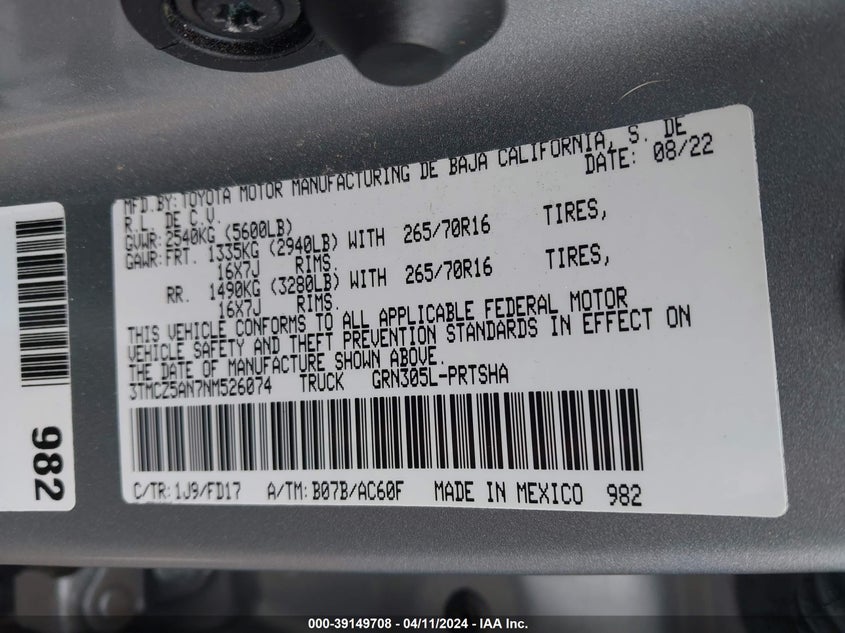 MFD.BY:TOYOTA MOTOR MANUFACTURING DE BAJA CALIFORNIA, S. DE
R.L. DE C.V. DATE: 08/22
GVWR:2540KG (5600LB)
GAWR:FRT. 1335KG (2940LB) WITH 265/70R16 TIRES,
16X7J RIMS.
RR. 1490KG (3280LB) WITH 265/70R16 TIRES,
16X7J RIMS.
THIS VEHICLE CONFORMS TO ALL APPLICABLE FEDERAL MOTOR
VEHICLE SAFETY AND THEFT PREVENTION STANDARDS IN EFFECT ON
THE DATE OF MANUFACTURE SHOWN ABOVE.
3TMCZ5AN7NM526074 TRUCK GRN305L-PRTSHA
C/TR:1J9/FD17 A/TM:B07B/AC60F MADE IN MEXICO 982
982
000-39149708 - 04/11/2024 - IAA Inc.